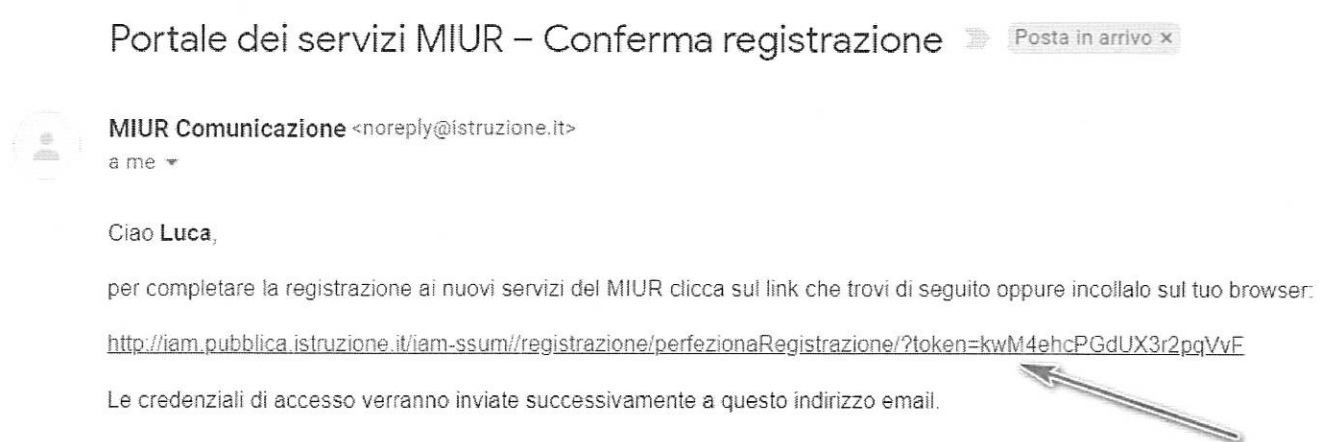 Portale dei servizi MIUR – Conferma registrazione Posta in arrivo ×
MIUR Comunicazione <noreply@istruzione.it>
a me
Ciao Luca,
per completare la registrazione ai nuovi servizi del MIUR clicca sul link che trovi di seguito oppure incollalo sul tuo browser:
http://iam.pubblica.istruzione.it/iam-ssum//registrazione/perfezionaRegistrazione/?token=kwM4ehcPGdUX3r2pqVvF
Le credenziali di accesso verranno inviate successivamente a questo indirizzo email.